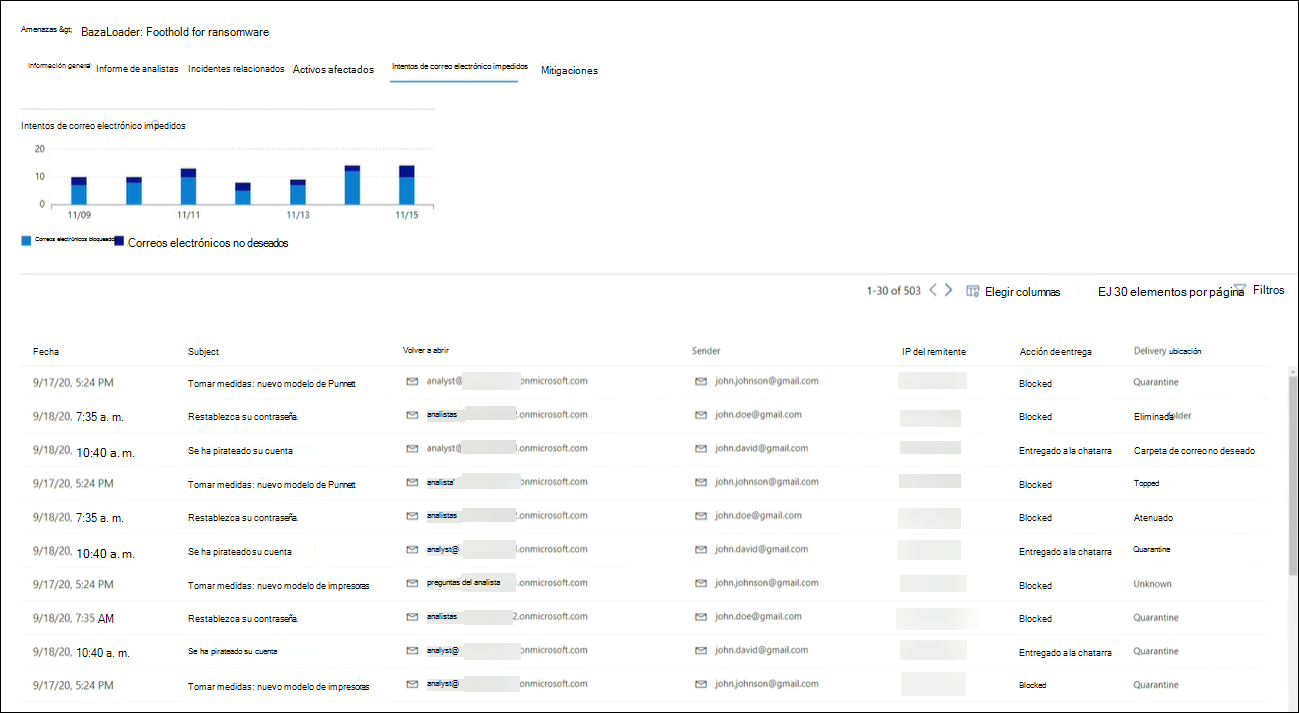 Amenazas &gt; BazaLoader: Foothold for ransomware
Información general Informe de analistas Incidentes relacionados Activos afectados Intentos de correo electrónico impedidos Mitigaciones
Intentos de correo electrónico impedidos
20
10
0
11/09 11/11 11/13 11/15
Correos electrónicos bloqueados Correos electrónicos no deseados
1-30 of 503 Elegir columnas EJ 30 elementos por página Filtros
Fecha Subject Volver a abrir Sender IP del remitente Acción de entrega Delivery ubicación
9/17/20, 5:24 PM Tomar medidas: nuevo modelo de Punnett analyst@ onmicrosoft.com john.johnson@gmail.com Blocked Quarantine
9/18/20, 7:35 a. m. Restablezca su contraseña. analistas .onmicrosoft.com john.doe@gmail.com Blocked Eliminada folder
9/18/20, 10:40 a. m. Se ha pirateado su cuenta analyst@ .onmicrosoft.com john.david@gmail.com Entregado a la chatarra Carpeta de correo no deseado
9/17/20, 5:24 PM Tomar medidas: nuevo modelo de Punnett analista' onmicrosoft.com john.johnson@gmail.com Blocked Topped
9/18/20, 7:35 a. m. Restablezca su contraseña. analistas .onmicrosoft.com john.doe@gmail.com Blocked Atenuado
9/18/20, 10:40 a. m. Se ha pirateado su cuenta analyst@ .onmicrosoft.com john.david@gmail.com Entregado a la chatarra Quarantine
9/17/20, 5:24 PM Tomar medidas: nuevo modelo de impresoras preguntas del analista .onmicrosoft.com john.johnson@gmail.com Blocked Unknown
9/18/20, 7:35 AM Restablezca su contraseña. analistas 2.onmicrosoft.com john.doe@gmail.com Blocked Quarantine
9/18/20, 10:40 a. m. Se ha pirateado su cuenta analyst@ onmicrosoft.com john.david@gmail.com Entregado a la chatarra Quarantine
9/17/20, 5:24 PM Tomar medidas: nuevo modelo de impresoras analyst@ onmicrosoft.com john.johnson@gmail.com Blocked Quarantine